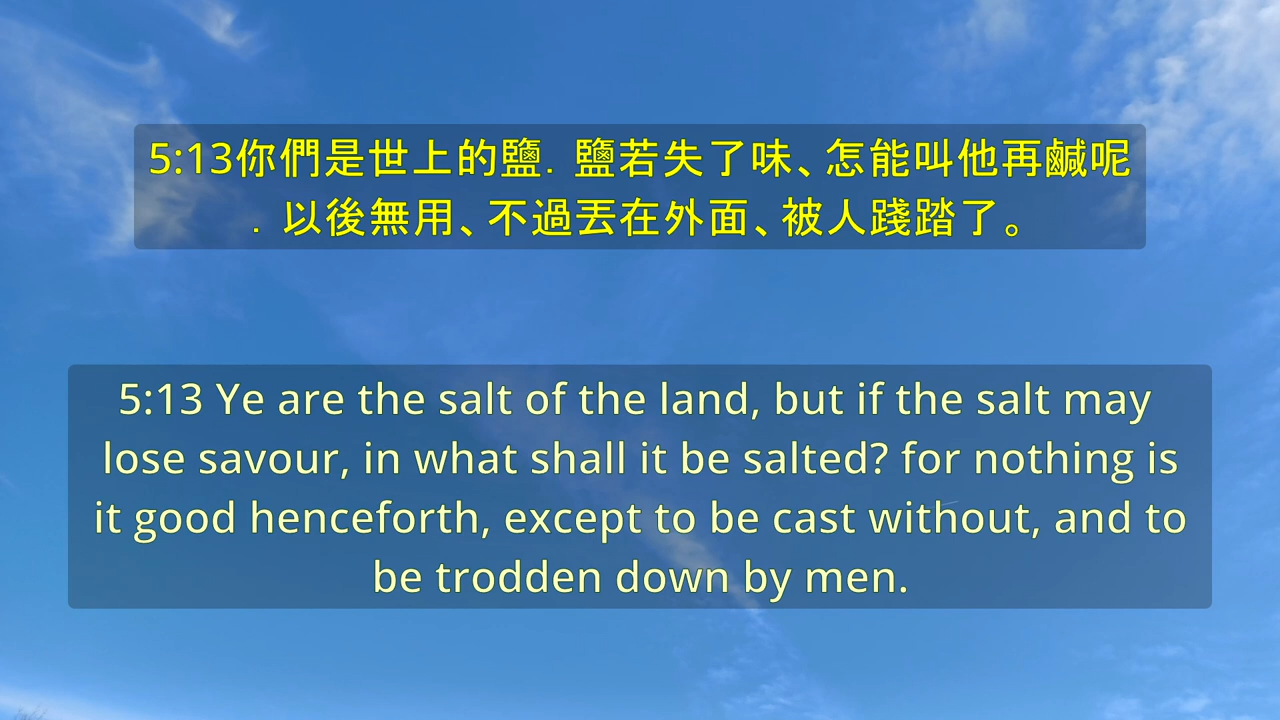 5:13你們是世上的鹽．鹽若失了味、怎能叫他再鹹呢
．以後無用、不過丟在外面、被人踐踏了。
5:13 Ye are the salt of the land, but if the salt may
lose savour, in what shall it be salted? for nothing is
it good henceforth, except to be cast without, and to
be trodden down by men.